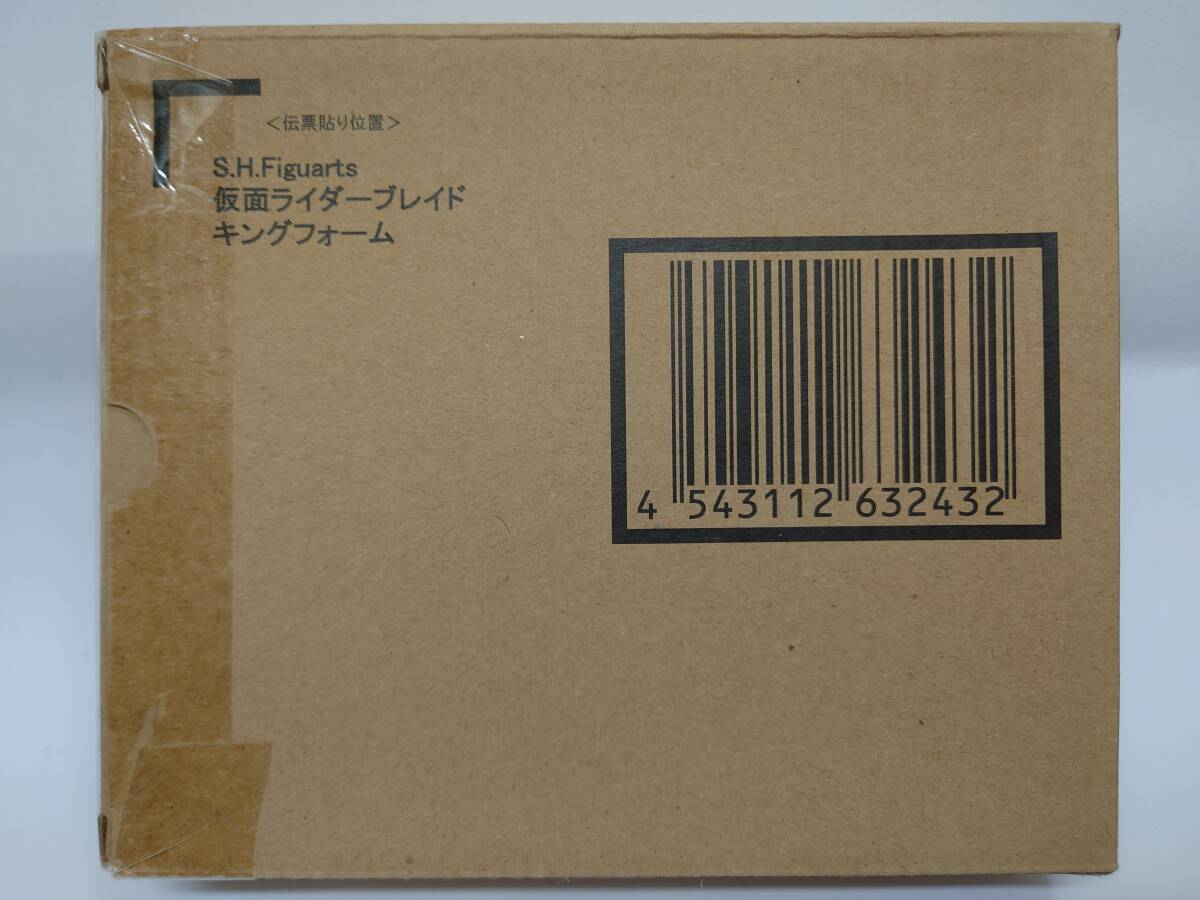 ＜伝票貼り位置＞
S.H.Figuarts
仮面ライダーブレイド
キングフォーム
4 543112 632432